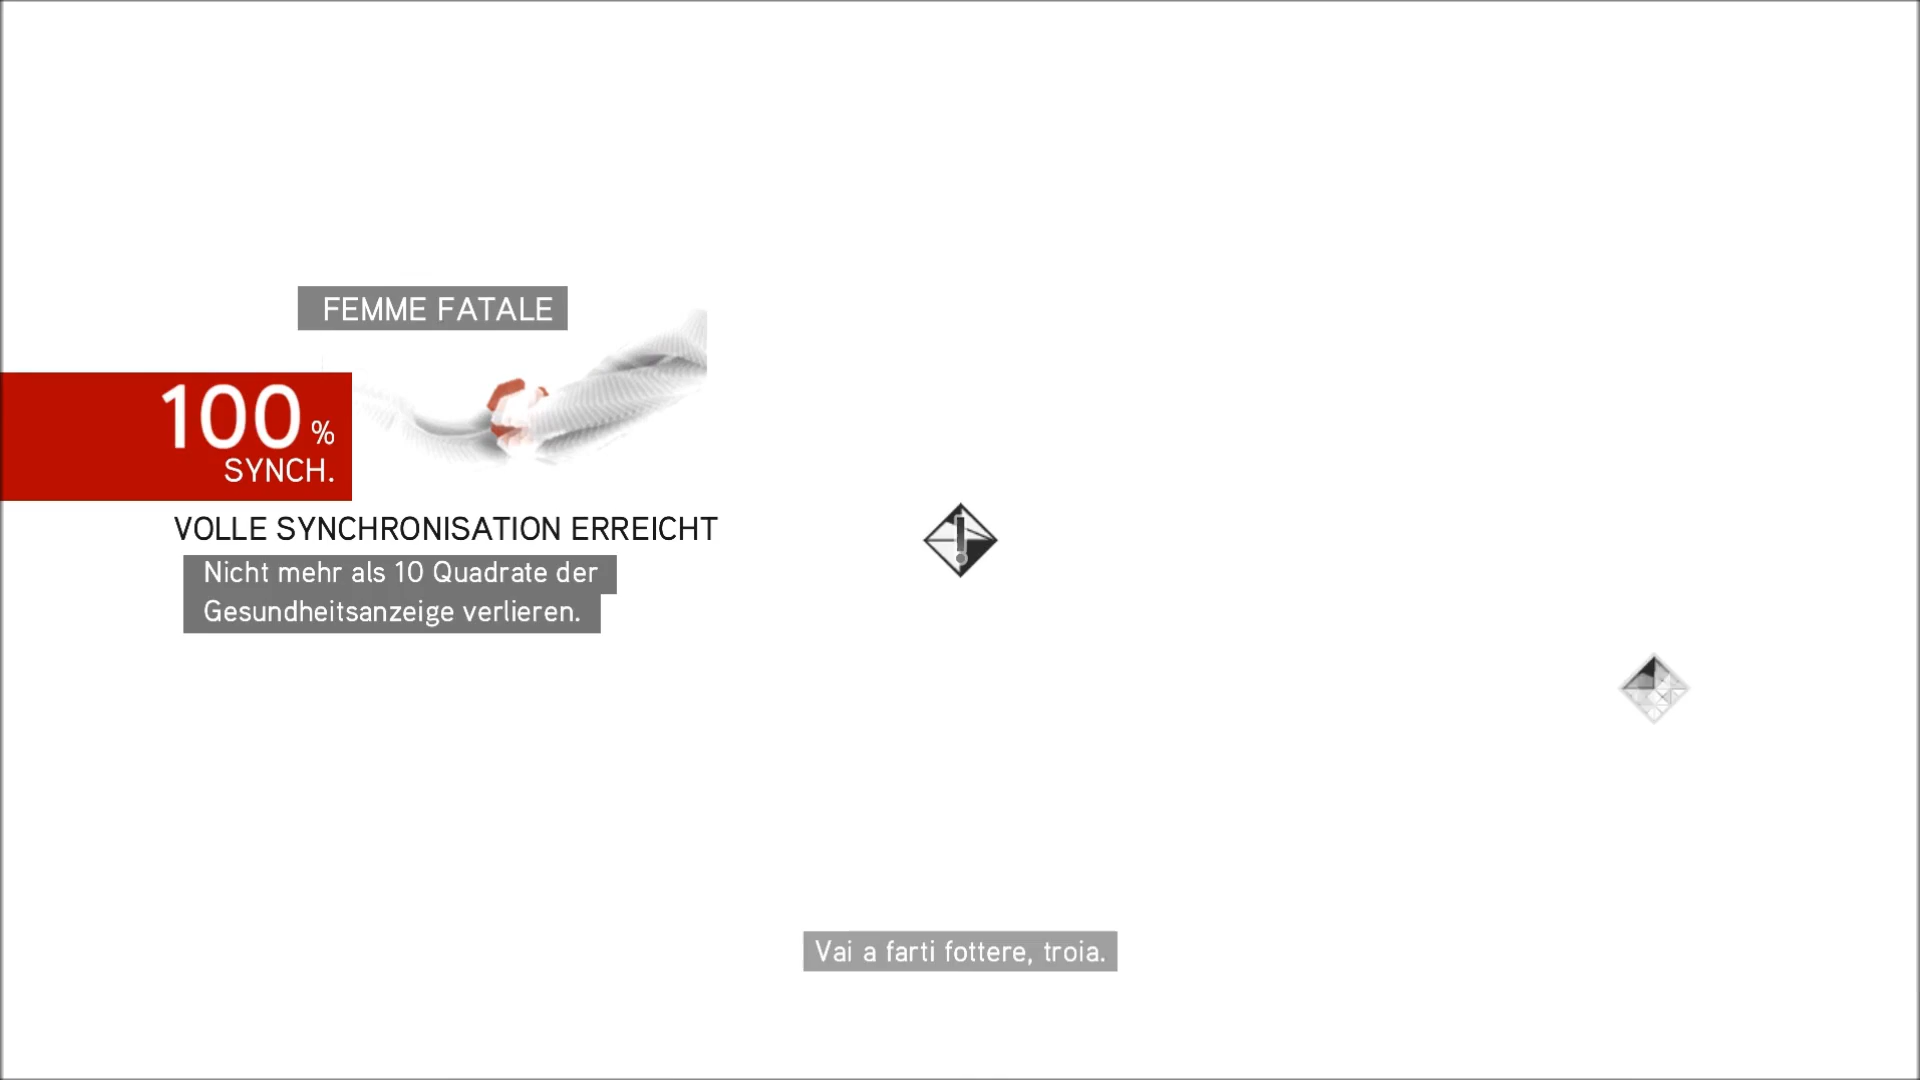 FEMME FATALE
100 %
SYNCH.
VOLLE SYNCHRONISATION ERREICHT
Nicht mehr als 10 Quadrate der
Gesundheitsanzeige verlieren.
Vai a farti fottere, troia.